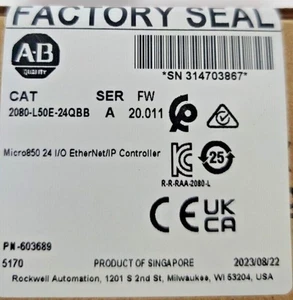 FACTORY SEAL
A-B
QUALITY
*SN 314703867*
CAT SER FW
2080-L50E-24QBB A 20.011
Micro850 24 I/O EtherNet/IP Controller
25
R-R-RAA-2080-L
CE UK
CA
PN-603689
5170 PRODUCT OF SINGAPORE 2023/08/22
Rockwell Automation, 1201 S 2nd St, Milwaukee, WI 53204, USA